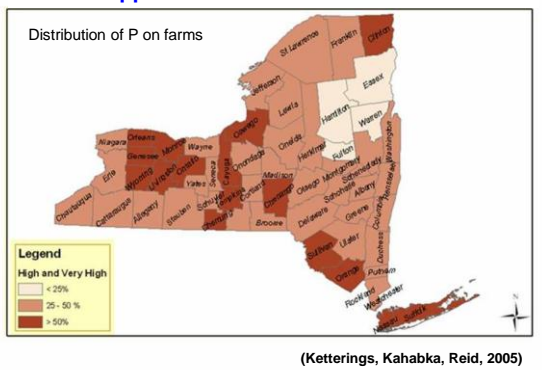 Distribution of P on farms
Clinton
Franklin
St Lawrence
Essex
Jefferson
Lewis
Hamilton
Warren
Oswego
Oneida
Herkimer
Fulton
Washington
Niagara
Orleans
Monroe
Wayne
Genesee
Ontario
Seneca
Cayuga
Onondaga
Madison
Montgomery
Schenectady
Rensselaer
Erie
Wyoming
Livingston
Yates
Tompkins
Cortland
Chenango
Otsego
Schoharie
Albany
Chautauqua
Cattaraugus
Allegany
Steuben
Schuyler
Chemung
Broome
Delaware
Greene
Columbia
Sullivan
Ulster
Dutchess
Orange
Putnam
Rockland
Westchester
Nassau
Suffolk
Legend
High and Very High
< 25%
25 - 50 %
> 50%
N
(Ketterings, Kahabka, Reid, 2005)